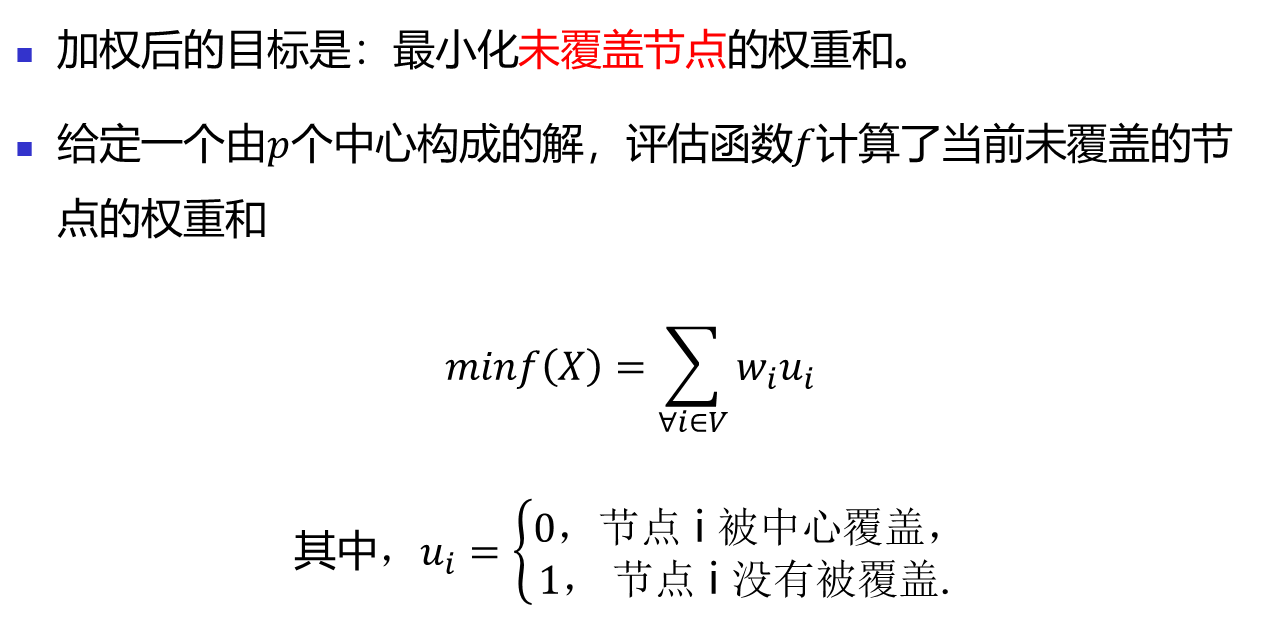 ▪ 加权后的目标是：最小化未覆盖节点的权重和。
▪ 给定一个由p个中心构成的解，评估函数f计算了当前未覆盖的节
点的权重和
minf(X) = ∑_{∀i∈V} w_i u_i
其中，u_i = {0，节点 i 被中心覆盖，
1， 节点 i 没有被覆盖.